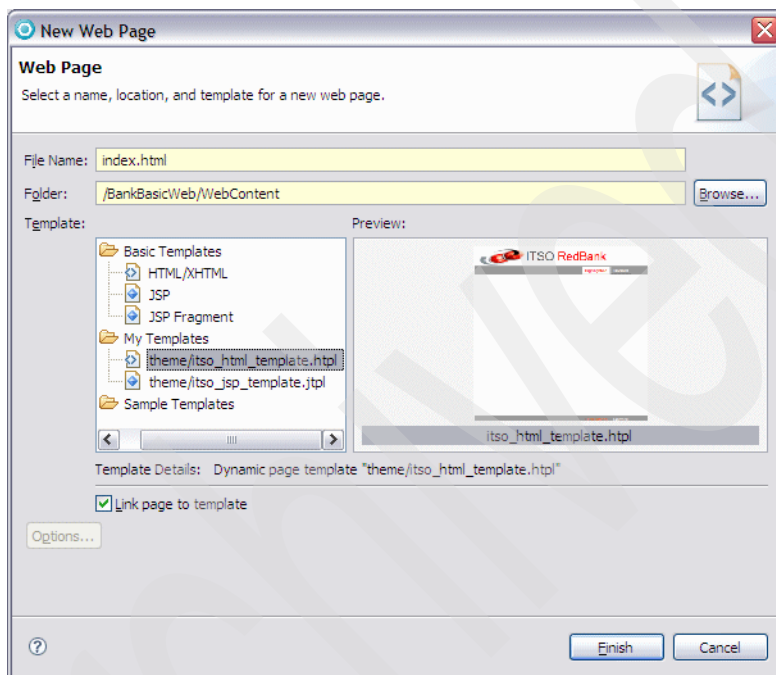 New Web Page
Web Page
Select a name, location, and template for a new web page.
File Name: index.html
Folder: /BankBasicWeb/WebContent Browse...
Template: Preview:
Basic Templates
HTML/XHTML
JSP
JSP Fragment
My Templates
theme/itso_html_template.htpl
theme/itso_jsp_template.jtpl
Sample Templates
ITSO RedBank
itso_html_template.htpl
Template Details: Dynamic page template "theme/itso_html_template.htpl"
Link page to template
Options...
Finish Cancel